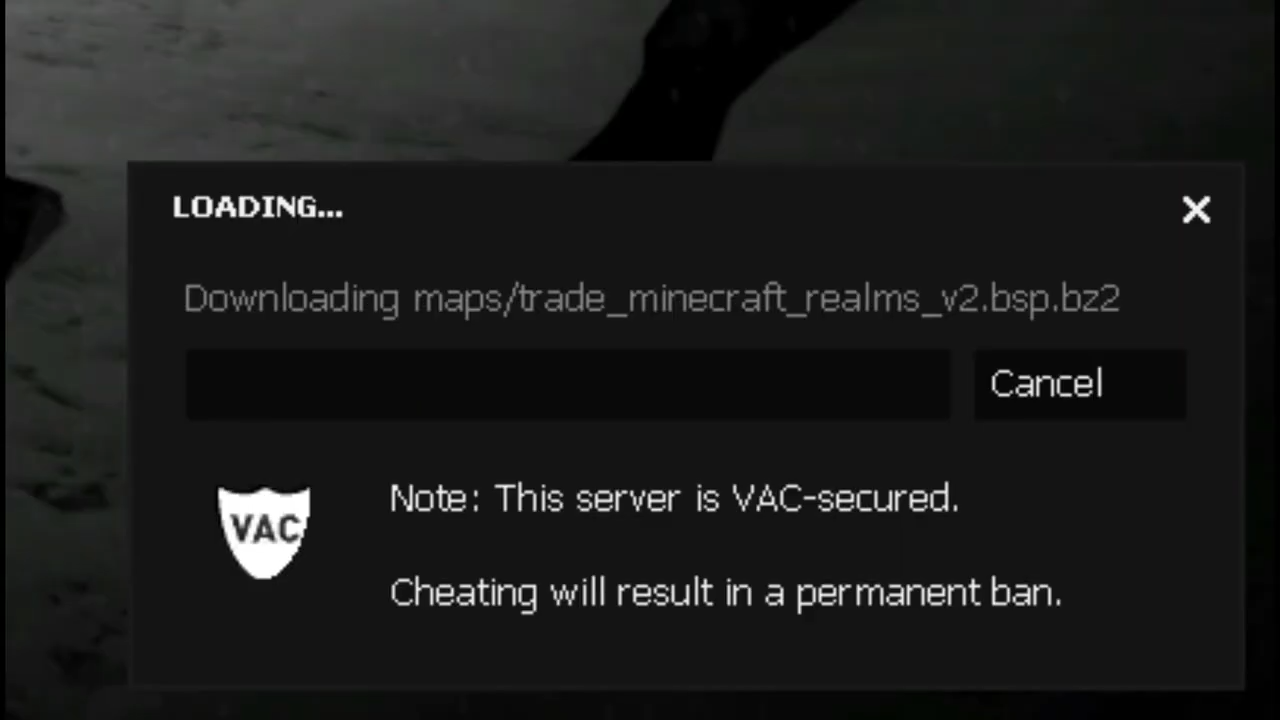 LOADING...
Downloading maps/trade_minecraft_realms_v2.bsp.bz2
Cancel
VAC
Note: This server is VAC-secured.
Cheating will result in a permanent ban.